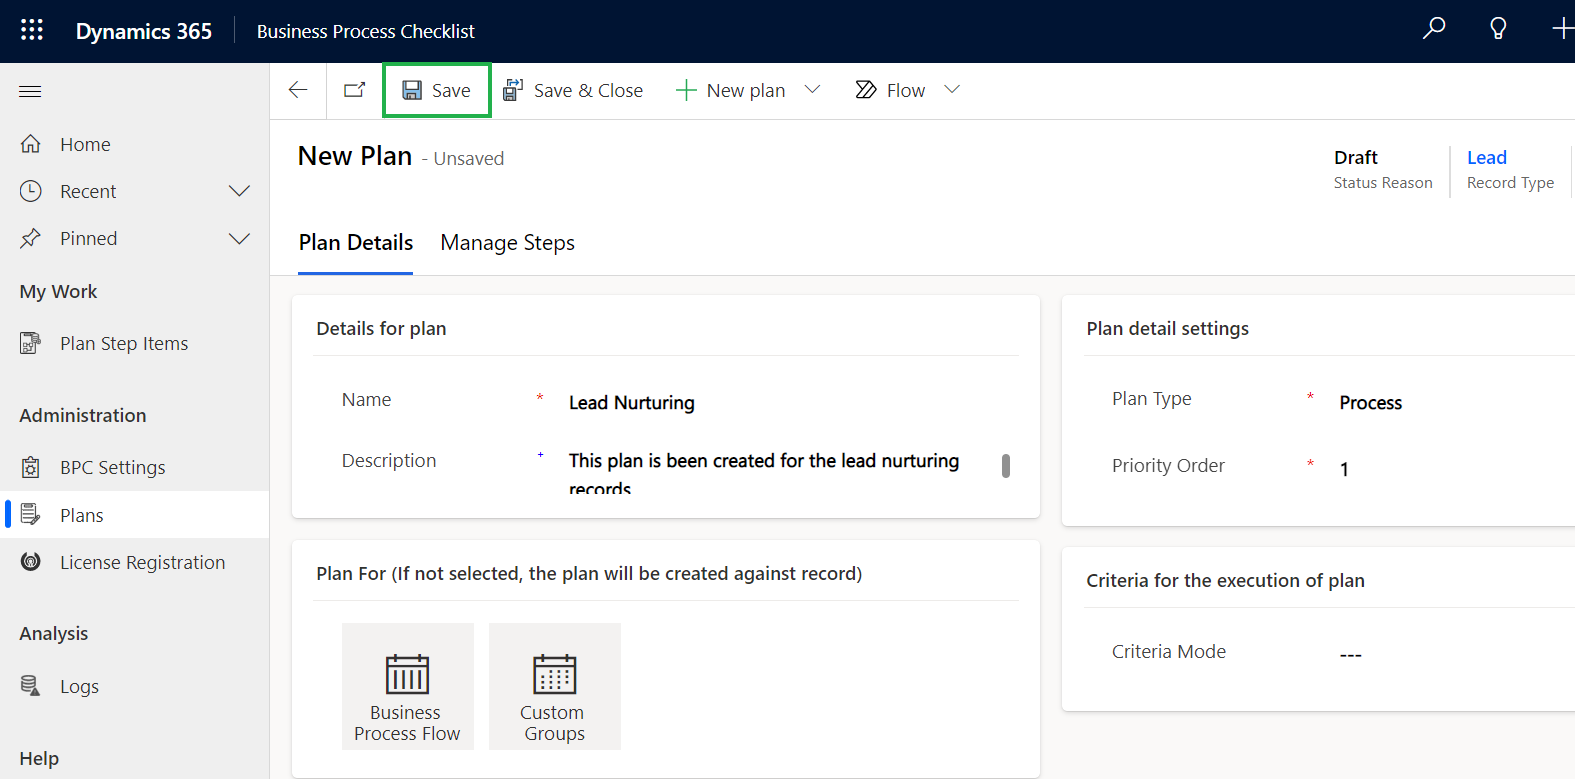 Dynamics 365 Business Process Checklist
Save Save & Close New plan Flow
Home
Recent
Pinned
My Work
Plan Step Items
Administration
BPC Settings
Plans
License Registration
Analysis
Logs
Help
New Plan - Unsaved
Draft
Status Reason
Lead
Record Type
Plan Details Manage Steps
Details for plan
Name * Lead Nurturing
Description + This plan is been created for the lead nurturing
records
Plan For (If not selected, the plan will be created against record)
Business
Process Flow
Custom
Groups
Plan detail settings
Plan Type * Process
Priority Order * 1
Criteria for the execution of plan
Criteria Mode ---